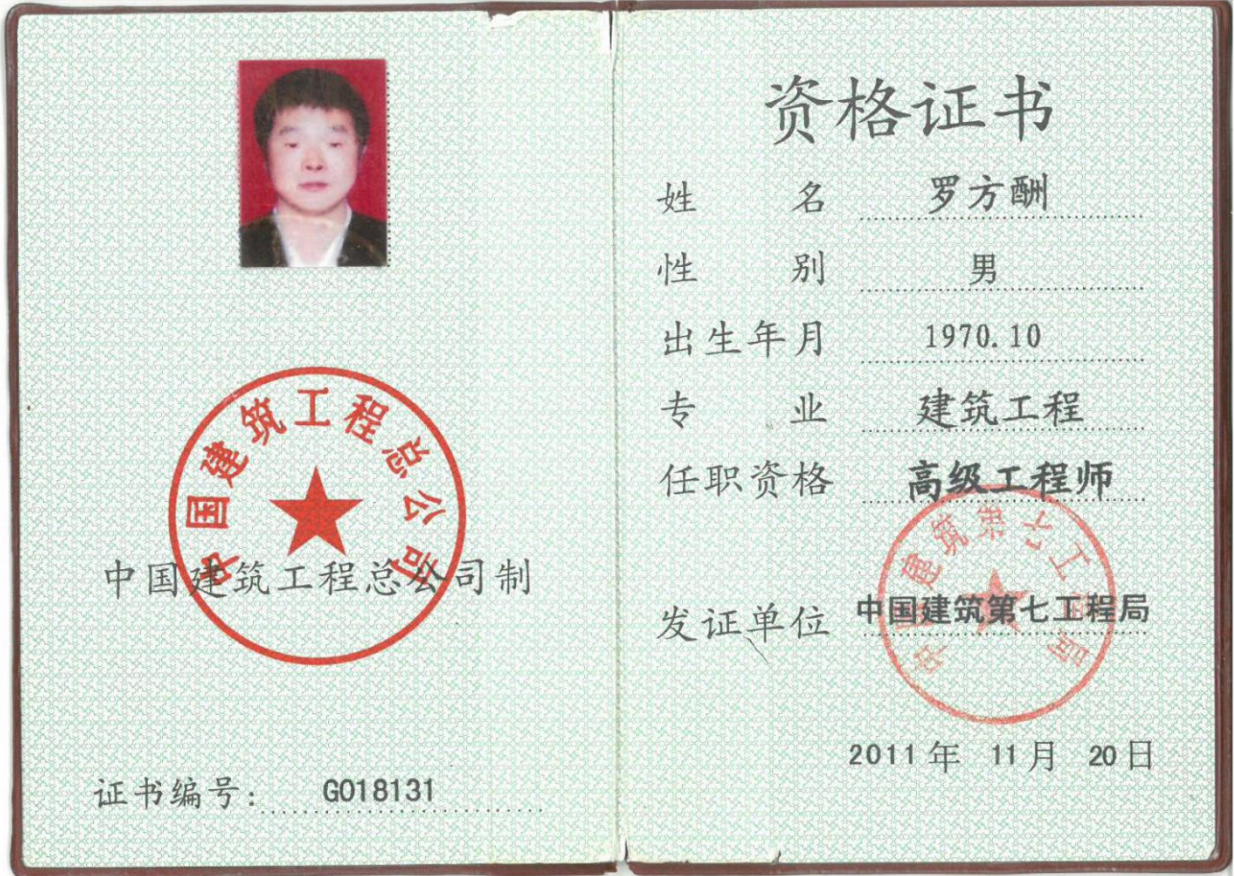 中国建筑工程总公司
中国建筑工程总公司制
证书编号: G018131
资格证书
姓 名 罗方酬
性 别 男
出生年月 1970.10
专 业 建筑工程
任职资格 高级工程师
发证单位 中国建筑第七工程局
2011年 11月 20日